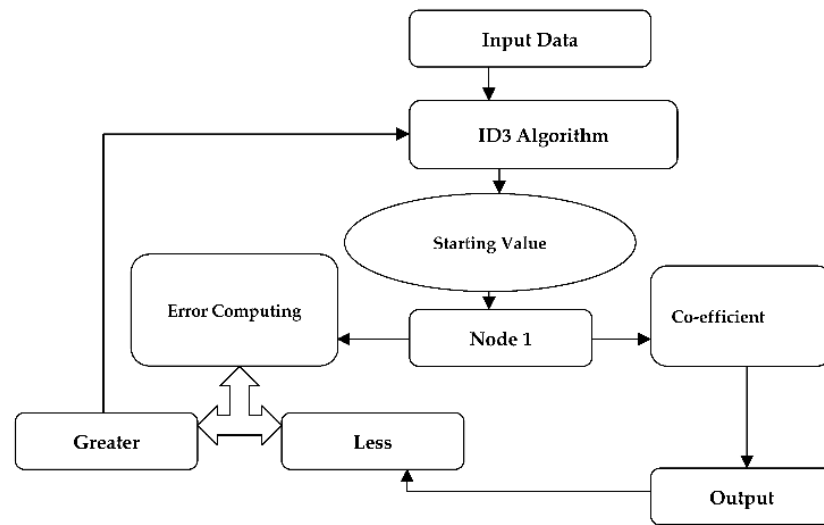 Input Data
ID3 Algorithm
Starting Value
Error Computing
Node 1
Co-efficient
Greater
Less
Output